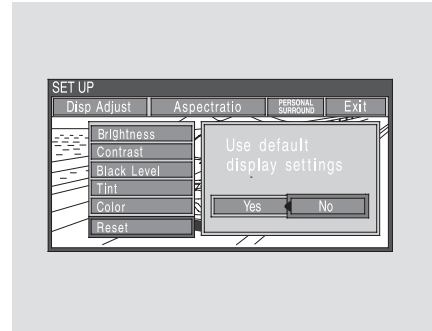 SET UP
Disp Adjust Aspectratio PERSONAL SURROUND Exit
Brightness
Contrast
Black Level
Tint
Color
Reset
Use default
display settings
Yes No